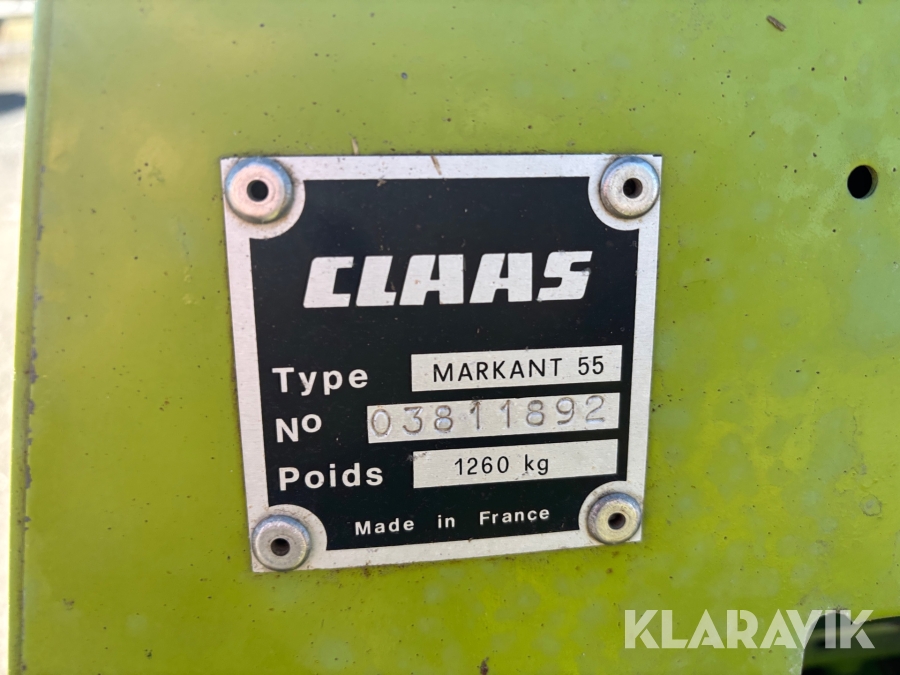 CLAAS
Type MARKANT 55
No 03811892
Poids 1260 kg
Made in France
KLARAVIK